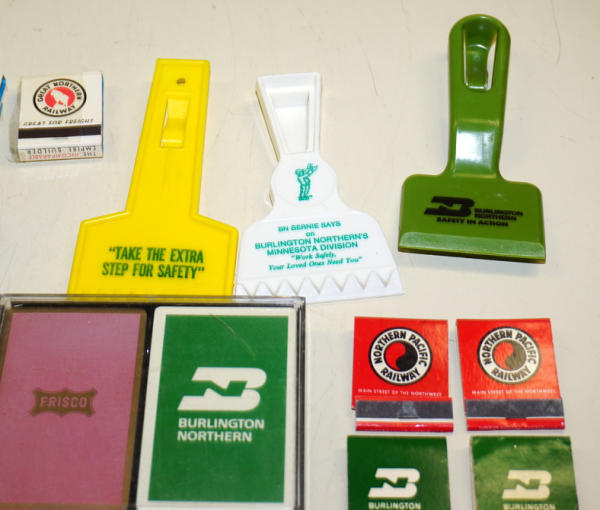 GREAT NORTHERN
RAILWAY
GREAT FOR FREIGHT
THE INCOMPARABLE
EMPIRE BUILDER
"TAKE THE EXTRA
STEP FOR SAFETY"
BN BERNIE SAYS
on
BURLINGTON NORTHERN'S
MINNESOTA DIVISION
"Work Safely,
Your Loved Ones Need You"
BURLINGTON
NORTHERN
SAFETY IN ACTION
FRISCO
BURLINGTON
NORTHERN
NORTHERN PACIFIC
RAILWAY
MAIN STREET OF THE NORTHWEST
NORTHERN PACIFIC
RAILWAY
MAIN STREET OF THE NORTHWEST
BURLINGTON
BURLINGTON